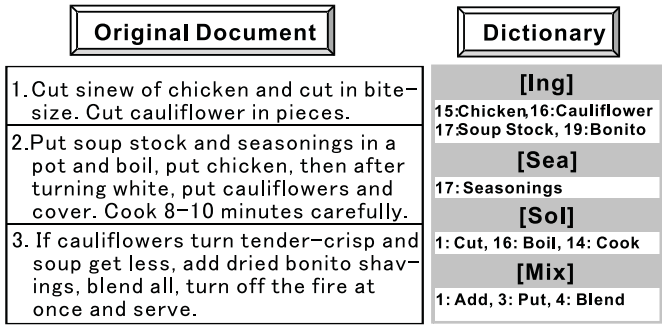 Original Document
1.Cut sinew of chicken and cut in bite-
size. Cut cauliflower in pieces.
2.Put soup stock and seasonings in a
pot and boil, put chicken, then after
turning white, put cauliflowers and
cover. Cook 8-10 minutes carefully.
3. If cauliflowers turn tender-crisp and
soup get less, add dried bonito shav-
ings, blend all, turn off the fire at
once and serve.
Dictionary
[Ing]
15:Chicken,16:Cauliflower
17:Soup Stock, 19:Bonito
[Sea]
17: Seasonings
[Sol]
1: Cut, 16: Boil, 14: Cook
[Mix]
1: Add, 3: Put, 4: Blend